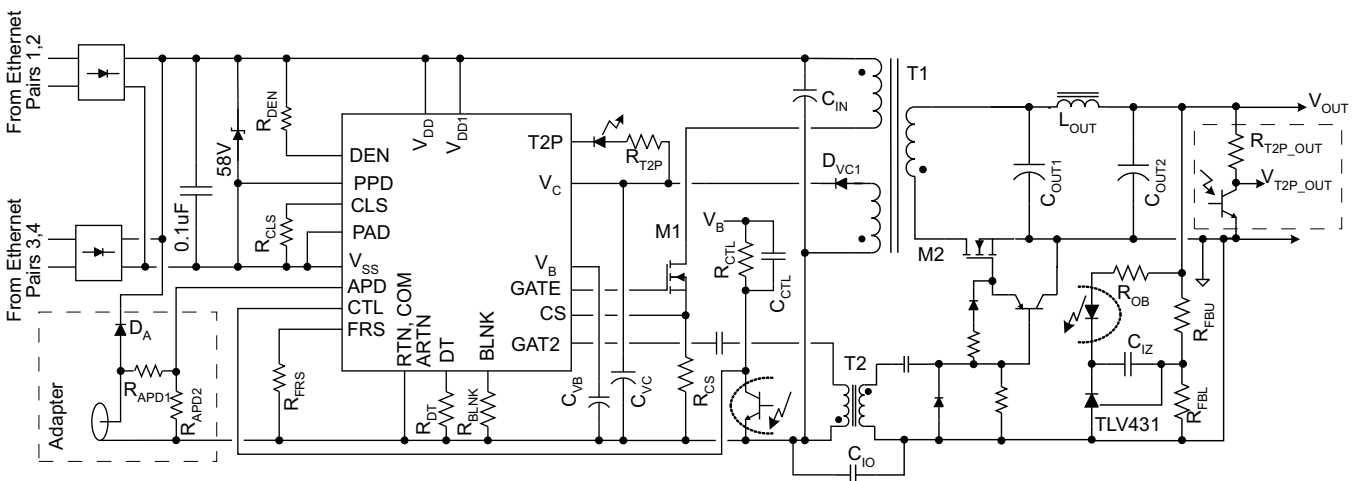 From Ethernet
Pairs 1,2
From Ethernet
Pairs 3,4
0.1uF
58V
R_DEN
R_CLS
DEN
PPD
CLS
PAD
V_SS
APD
CTL
FRS
V_DD
V_DD1
T2P
V_C
V_B
GATE
CS
GAT2
RTN, COM
ARTN
DT
BLNK
Adapter
D_A
R_APD1
R_APD2
R_FRS
R_DT
R_BLNK
C_VB
C_VC
R_T2P
M1
R_CS
V_B
R_CTL
C_CTL
C_IN
D_VC1
T1
T2
C_IO
M2
C_OUT1
L_OUT
C_OUT2
V_OUT
R_T2P_OUT
V_T2P_OUT
R_OB
C_IZ
TLV431
R_FBU
R_FBL